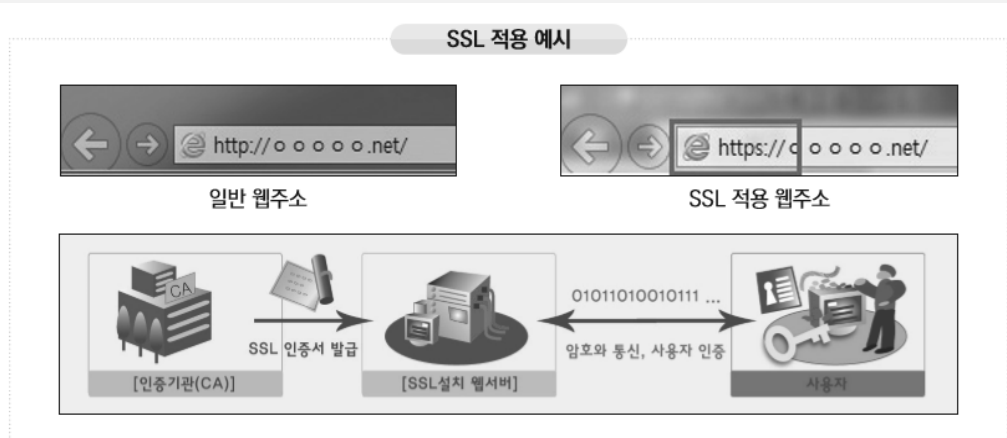 SSL 적용 예시
http://ㅇㅇㅇㅇㅇ.net/
https://ㅇㅇㅇㅇㅇ.net/
일반 웹주소
SSL 적용 웹주소
CA
01011010010111 ...
SSL 인증서 발급
암호와 통신, 사용자 인증
[인증기관(CA)]
[SSL설치 웹서버]
사용자